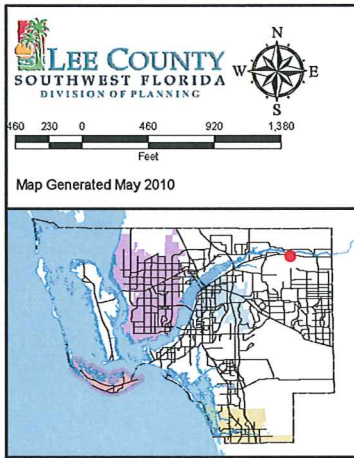 LEE COUNTY
SOUTHWEST FLORIDA
DIVISION OF PLANNING
N
W E
S
460 230 0 460 920 1,380
Feet
Map Generated May 2010